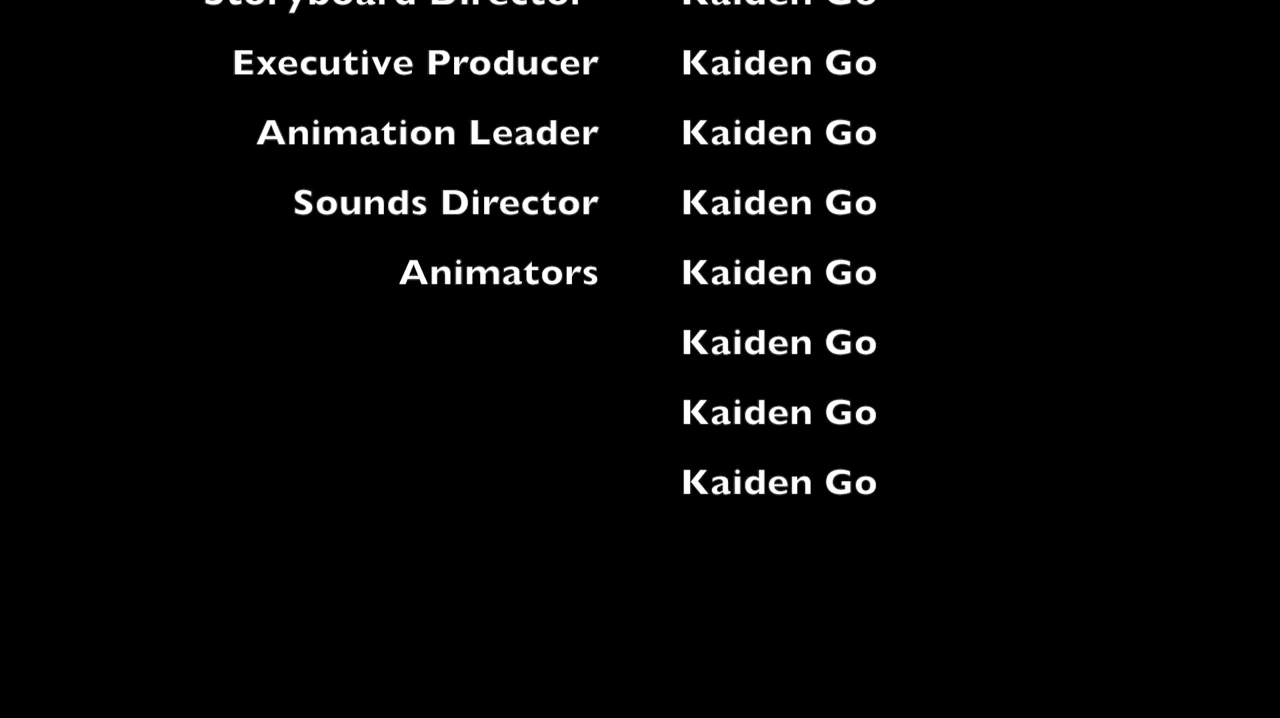 Storyboard Director Kaiden Go
Executive Producer Kaiden Go
Animation Leader Kaiden Go
Sounds Director Kaiden Go
Animators Kaiden Go
Kaiden Go
Kaiden Go
Kaiden Go